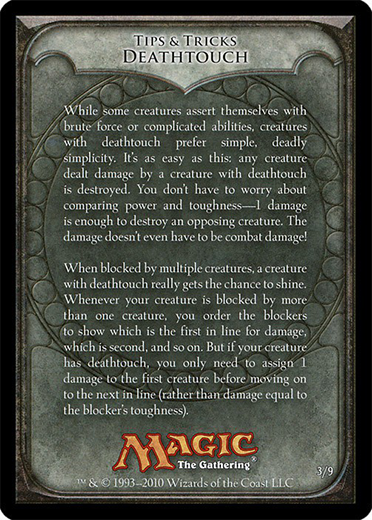 Tips & Tricks
Deathtouch
While some creatures assert themselves with
brute force or complicated abilities, creatures
with deathtouch prefer simple, deadly
simplicity. It's as easy as this: any creature
dealt damage by a creature with deathtouch
is destroyed. You don't have to worry about
comparing power and toughness—1 damage
is enough to destroy an opposing creature. The
damage doesn't even have to be combat damage!
When blocked by multiple creatures, a creature
with deathtouch really gets the chance to shine.
Whenever your creature is blocked by more
than one creature, you order the blockers
to show which is the first in line for damage,
which is second, and so on. But if your creature
has deathtouch, you only need to assign 1
damage to the first creature before moving on
to the next in line (rather than damage equal to
the blocker's toughness).
Magic
The Gathering®
3/9
™ & © 1993–2010 Wizards of the Coast LLC